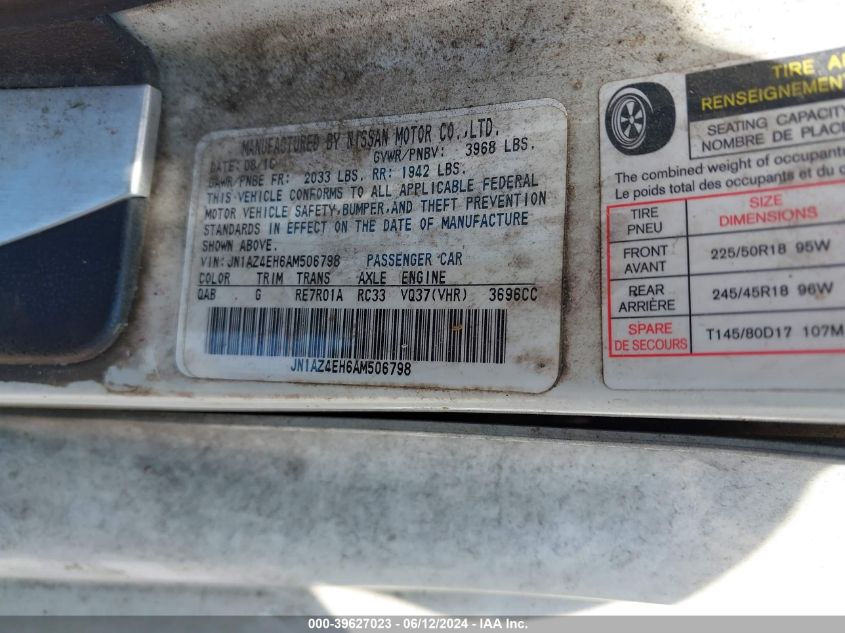 MANUFACTURED BY NISSAN MOTOR CO.,LTD.
DATE: 08/10 GVWR/PNBV: 3968 LBS.
GAWR/PNBE FR: 2033 LBS. RR: 1942 LBS.
THIS VEHICLE CONFORMS TO ALL APPLICABLE FEDERAL
MOTOR VEHICLE SAFETY,BUMPER,AND THEFT PREVENTION
STANDARDS IN EFFECT ON THE DATE OF MANUFACTURE
SHOWN ABOVE.
VIN: JN1AZ4EH6AM506798 PASSENGER CAR
COLOR TRIM TRANS AXLE ENGINE
QAB G RE7R01A RC33 VQ37(VHR) 3696CC
JN1AZ4EH6AM506798
TIRE
RENSEIGNEMENT
SEATING CAPACITY
NOMBRE DE PLACE
The combined weight of occupant
Le poids total des occupants et du
TIRE PNEU SIZE DIMENSIONS
FRONT AVANT 225/50R18 95W
REAR ARRIÈRE 245/45R18 96W
SPARE DE SECOURS T145/80D17 107M
000-39627023 - 06/12/2024 - IAA Inc.